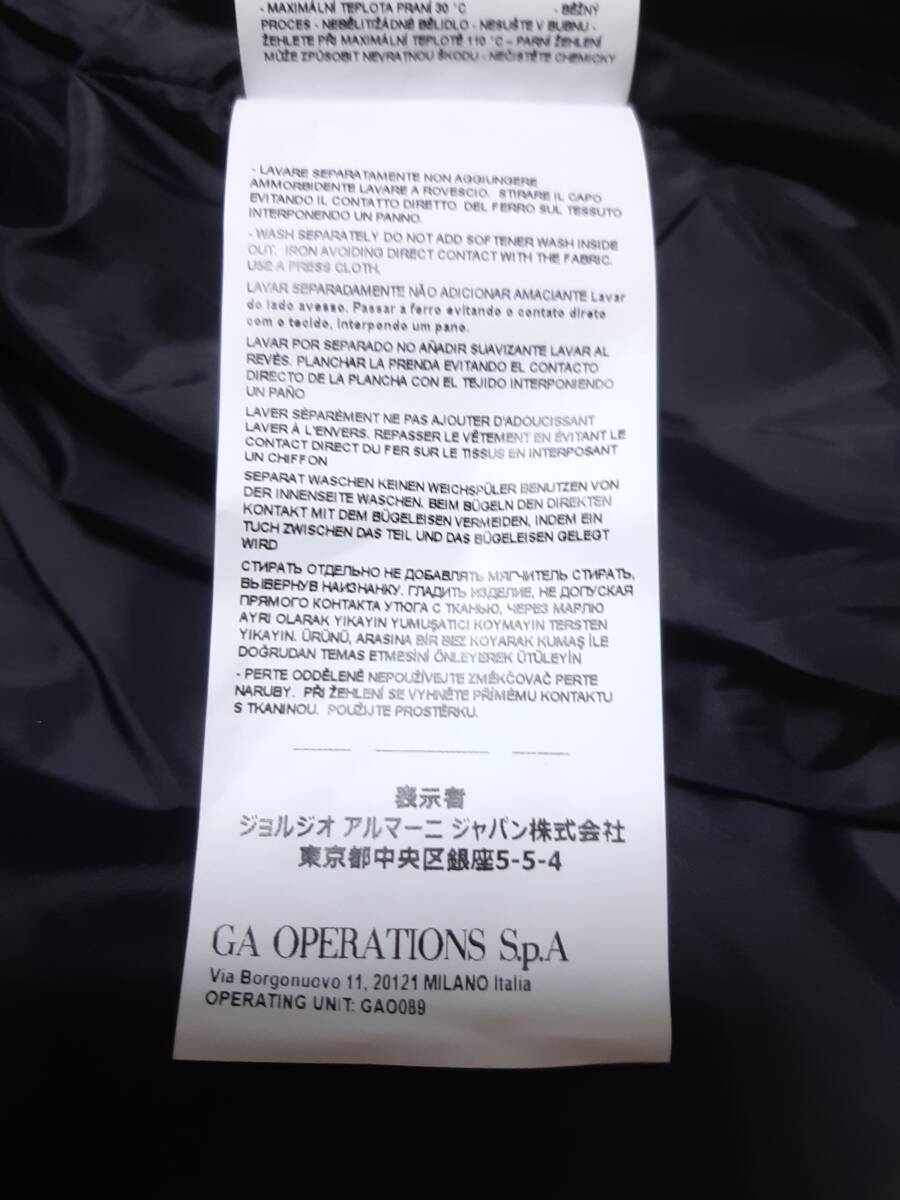 - MAXIMÁLNÍ TEPLOTA PRANÍ 30 °C - BĚŽNÝ
PROCES - NEBĚLIT/ŽÁDNÉ BĚLIDLO - NESUŠTE V BUBNU -
ŽEHLETE PŘI MAXIMÁLNÍ TEPLOTĚ 110 °C – PARNÍ ŽEHLENÍ
MŮŽE ZPŮSOBIT NEVRATNOU ŠKODU - NEČISTĚTE CHEMICKY
- LAVARE SEPARATAMENTE NON AGGIUNGERE
AMMORBIDENTE LAVARE A ROVESCIO. STIRARE IL CAPO
EVITANDO IL CONTATTO DIRETTO DEL FERRO SUL TESSUTO
INTERPONENDO UN PANNO.
- WASH SEPARATELY DO NOT ADD SOFTENER WASH INSIDE
OUT. IRON AVOIDING DIRECT CONTACT WITH THE FABRIC.
USE A PRESS CLOTH.
LAVAR SEPARADAMENTE NÃO ADICIONAR AMACIANTE Lavar
do lado avesso. Passar a ferro evitando o contato direto
com o tecido, interpondo um pano.
LAVAR POR SEPARADO NO AÑADIR SUAVIZANTE LAVAR AL
REVÉS. PLANCHAR LA PRENDA EVITANDO EL CONTACTO
DIRECTO DE LA PLANCHA CON EL TEJIDO INTERPONIENDO
UN PAÑO
LAVER SÉPARÉMENT NE PAS AJOUTER D'ADOUCISSANT
LAVER À L'ENVERS. REPASSER LE VÊTEMENT EN ÉVITANT LE
CONTACT DIRECT DU FER SUR LE TISSUS EN INTERPOSANT
UN CHIFFON
SEPARAT WASCHEN KEINEN WEICHSPÜLER BENUTZEN VON
DER INNENSEITE WASCHEN. BEIM BÜGELN DEN DIREKTEN
KONTAKT MIT DEM BÜGELEISEN VERMEIDEN, INDEM EIN
TUCH ZWISCHEN DAS TEIL UND DAS BÜGELEISEN GELEGT
WIRD
СТИРАТЬ ОТДЕЛЬНО НЕ ДОБАВЛЯТЬ МЯГЧИТЕЛЬ СТИРАТЬ,
ВЫВЕРНУВ НАИЗНАНКУ. ГЛАДИТЬ ИЗДЕЛИЕ, НЕ ДОПУСКАЯ
ПРЯМОГО КОНТАКТА УТЮГА С ТКАНЬЮ, ЧЕРЕЗ МАРЛЮ
AYRI OLARAK YIKAYIN YUMUŞATICI KOYMAYIN TERSTEN
YIKAYIN. ÜRÜNÜ, ARASINA BİR BEZ KOYARAK KUMAŞ İLE
DOĞRUDAN TEMAS ETMESİNİ ÖNLEYEREK ÜTÜLEYİN
- PERTE ODDĚLENĚ NEPOUŽÍVEJTE ZMĚKČOVAČ PERTE
NARUBY. PŘI ŽEHLENÍ SE VYHNĚTE PŘÍMÉMU KONTAKTU
S TKANINOU. POUŽIJTE PROSTĚRKU.
表示者
ジョルジオ アルマーニ ジャパン株式会社
東京都中央区銀座5-5-4
GA OPERATIONS S.p.A
Via Borgonuovo 11, 20121 MILANO Italia
OPERATING UNIT: GAO089